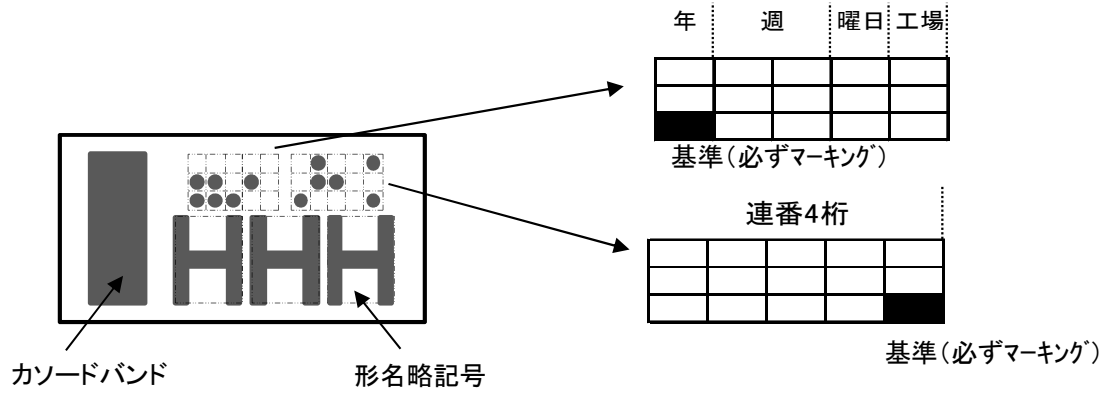 年 週 曜日 工場
基準(必ずマーキング)
連番4桁
HHH
基準(必ずマーキング)
カソードバンド
形名略記号